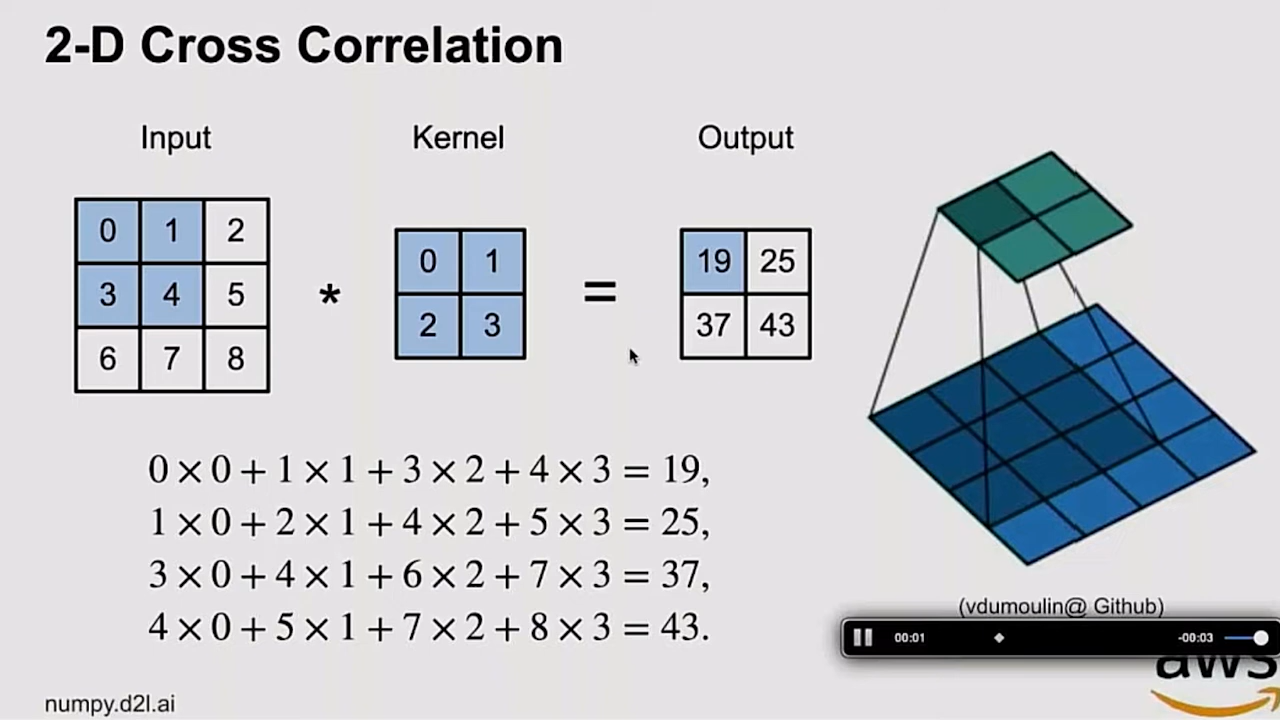 2-D Cross Correlation
Input Kernel Output
0 1 2
3 4 5
6 7 8
*
0 1
2 3
=
19 25
37 43
0 × 0 + 1 × 1 + 3 × 2 + 4 × 3 = 19,
1 × 0 + 2 × 1 + 4 × 2 + 5 × 3 = 25,
3 × 0 + 4 × 1 + 6 × 2 + 7 × 3 = 37,
4 × 0 + 5 × 1 + 7 × 2 + 8 × 3 = 43.
(vdumoulin@ Github)
00:01 -00:03
aws
numpy.d2l.ai